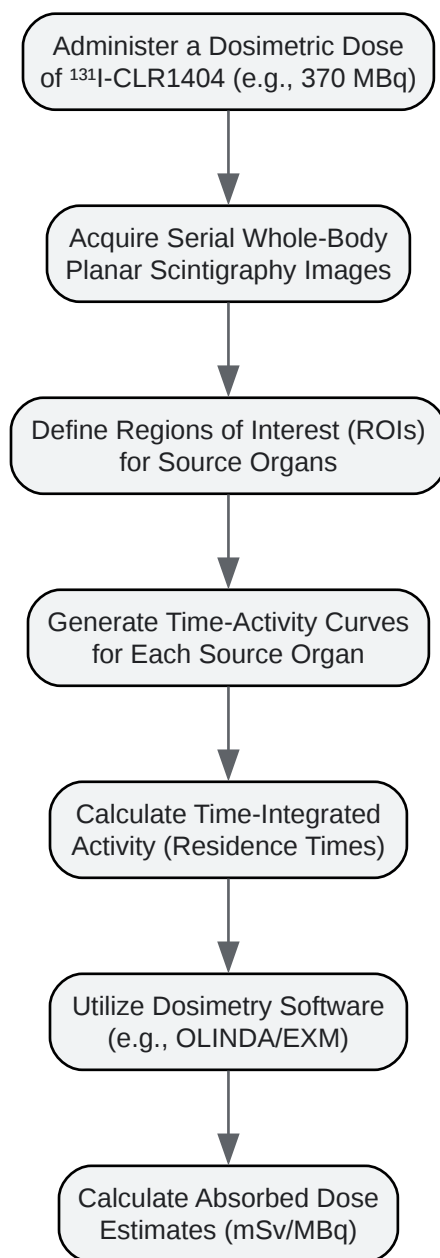 Administer a Dosimetric Dose
of ¹³¹I-CLR1404 (e.g., 370 MBq)
Acquire Serial Whole-Body
Planar Scintigraphy Images
Define Regions of Interest (ROIs)
for Source Organs
Generate Time-Activity Curves
for Each Source Organ
Calculate Time-Integrated
Activity (Residence Times)
Utilize Dosimetry Software
(e.g., OLINDA/EXM)
Calculate Absorbed Dose
Estimates (mSv/MBq)